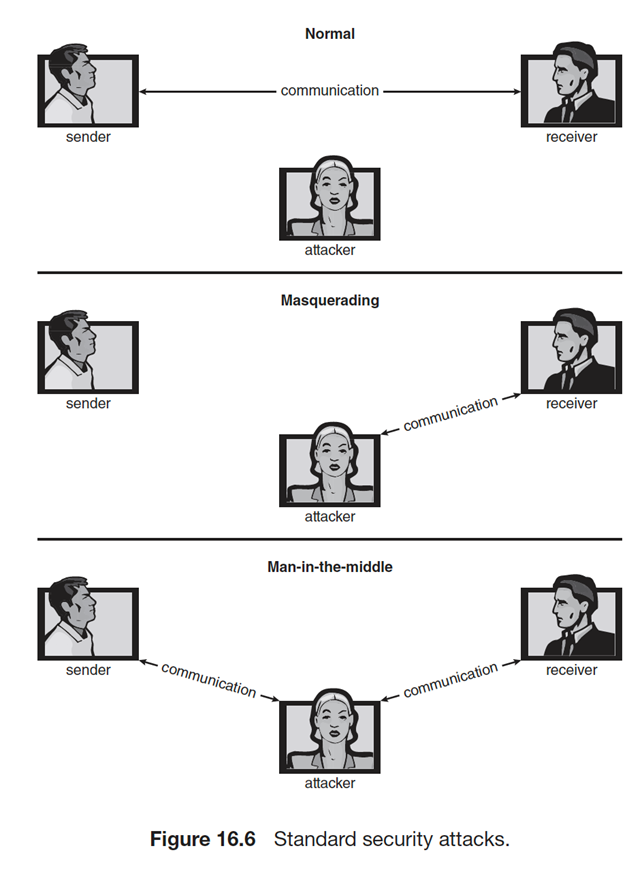 Normal
communication
sender
receiver
attacker
Masquerading
communication
sender
receiver
attacker
Man-in-the-middle
communication
communication
sender
receiver
attacker
Figure 16.6 Standard security attacks.